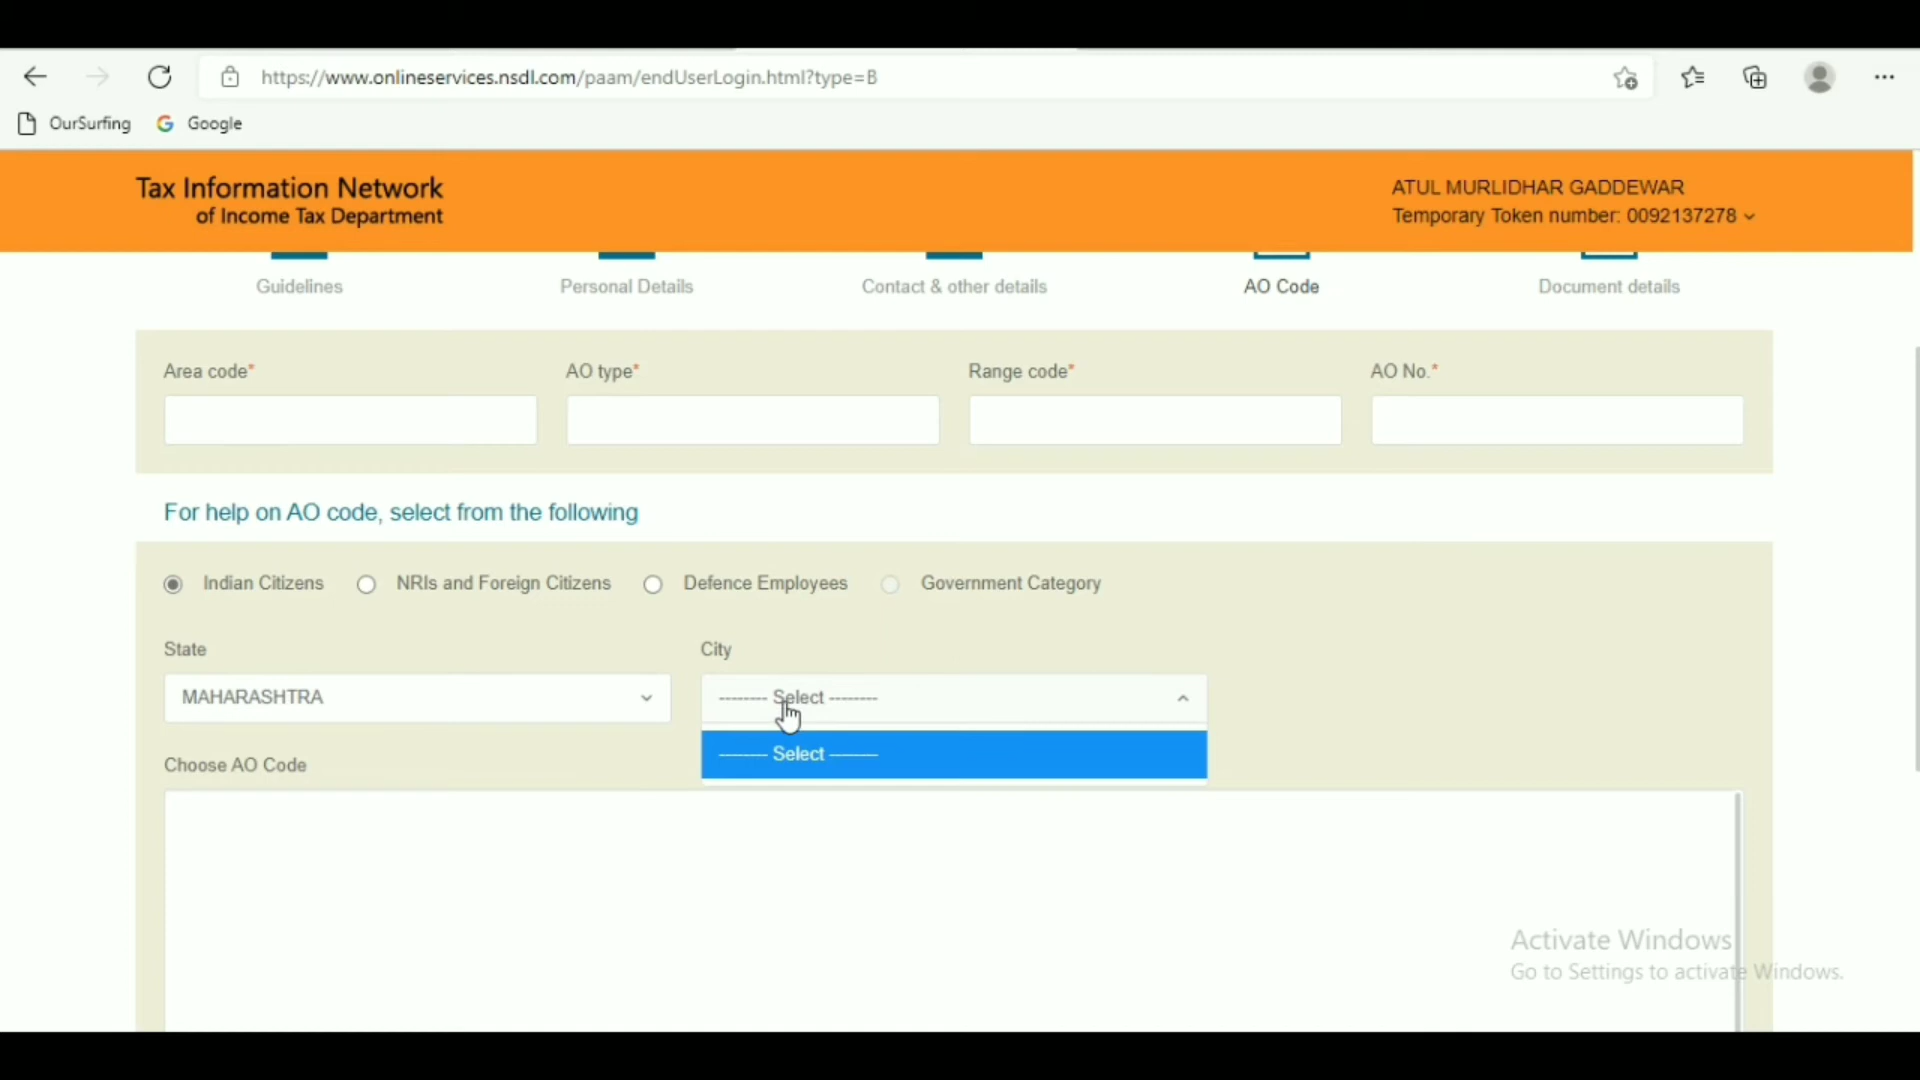 https://www.onlineservices.nsdl.com/paam/endUserLogin.html?type=B
OurSurfing Google
Tax Information Network
of Income Tax Department
ATUL MURLIDHAR GADDEWAR
Temporary Token number: 0092137278
Guidelines Personal Details Contact & other details AO Code Document details
Area code* AO type* Range code* AO No.*
For help on AO code, select from the following
Indian Citizens NRIs and Foreign Citizens Defence Employees Government Category
State City
MAHARASHTRA -------- Select --------
-------- Select --------
Choose AO Code
Activate Windows
Go to Settings to activate Windows.